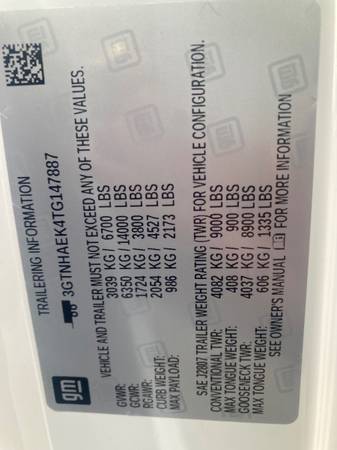 gm
TRAILERING INFORMATION
3GTNHAEK4TG147887
VEHICLE AND TRAILER MUST NOT EXCEED ANY OF THESE VALUES.
GVWR: 3039 KG / 6700 LBS
GCWR: 6350 KG / 14000 LBS
RGAWR: 1724 KG / 3800 LBS
CURB WEIGHT: 2054 KG / 4527 LBS
MAX PAYLOAD: 986 KG / 2173 LBS
SAE J2807 TRAILER WEIGHT RATING (TWR) FOR VEHICLE CONFIGURATION.
CONVENTIONAL TWR: 4082 KG / 9000 LBS
MAX TONGUE WEIGHT: 408 KG / 900 LBS
GOOSENECK TWR: 4037 KG / 8900 LBS
MAX TONGUE WEIGHT: 606 KG / 1335 LBS
SEE OWNER'S MANUAL FOR MORE INFORMATION